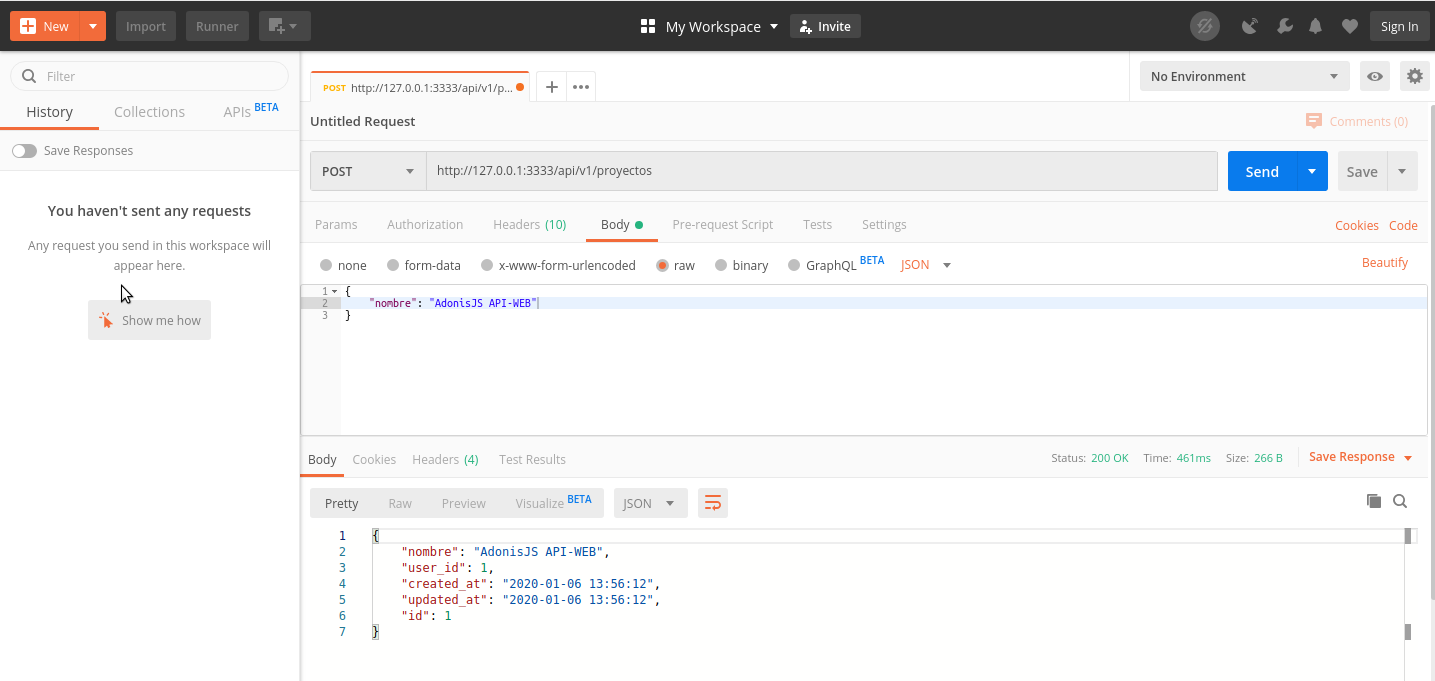 New Import Runner My Workspace Invite Sign In
Filter
History Collections APIs BETA
Save Responses
You haven't sent any requests
Any request you send in this workspace will
appear here.
Show me how
POST http://127.0.0.1:3333/api/v1/p...
No Environment
Untitled Request Comments (0)
POST http://127.0.0.1:3333/api/v1/proyectos Send Save
Params Authorization Headers (10) Body Pre-request Script Tests Settings Cookies Code
none form-data x-www-form-urlencoded raw binary GraphQL BETA JSON Beautify
1 {
2 "nombre": "AdonisJS API-WEB"
3 }
Body Cookies Headers (4) Test Results Status: 200 OK Time: 461ms Size: 266 B Save Response
Pretty Raw Preview Visualize BETA JSON
1 {
2 "nombre": "AdonisJS API-WEB",
3 "user_id": 1,
4 "created_at": "2020-01-06 13:56:12",
5 "updated_at": "2020-01-06 13:56:12",
6 "id": 1
7 }